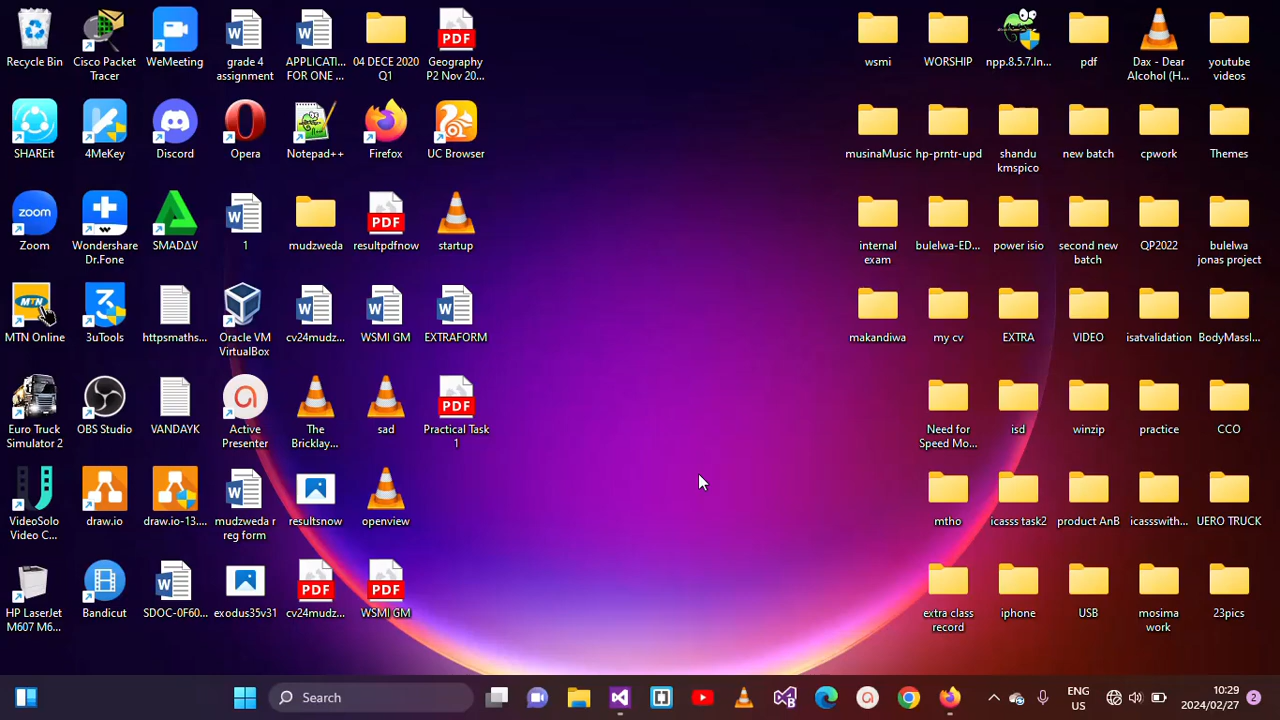 Recycle Bin
Cisco Packet Tracer
WeMeeting
grade 4 assignment
APPLICATI... FOR ONE ...
04 DECE 2020 Q1
Geography P2 Nov 20...
wsmi
WORSHIP
npp.8.5.7.In...
pdf
Dax - Dear Alcohol (H...
youtube videos
SHAREit
4MeKey
Discord
Opera
Notepad++
Firefox
UC Browser
musinaMusic
hp-prntr-upd
shandu kmspico
new batch
cpwork
Themes
Zoom
Wondershare Dr.Fone
SMADΔV
1
mudzweda
resultpdfnow
startup
internal exam
bulelwa-ED...
power isio
second new batch
QP2022
bulelwa jonas project
MTN Online
3uTools
httpsmaths...
Oracle VM VirtualBox
cv24mudz...
WSMI GM
EXTRAFORM
makandiwa
my cv
EXTRA
VIDEO
isatvalidation
BodyMassI...
Euro Truck Simulator 2
OBS Studio
VANDAYK
Active Presenter
The Bricklay...
sad
Practical Task 1
Need for Speed Mo...
isd
winzip
practice
CCO
VideoSolo Video C...
draw.io
draw.io-13....
mudzweda r reg form
resultsnow
openview
mtho
icasss task2
product AnB
icassswith...
UERO TRUCK
HP LaserJet M607 M6...
Bandicut
SDOC-0F60...
exodus35v31
cv24mudz...
WSMI GM
extra class record
iphone
USB
mosima work
23pics
Search
ENG
US
10:29
2024/02/27
2